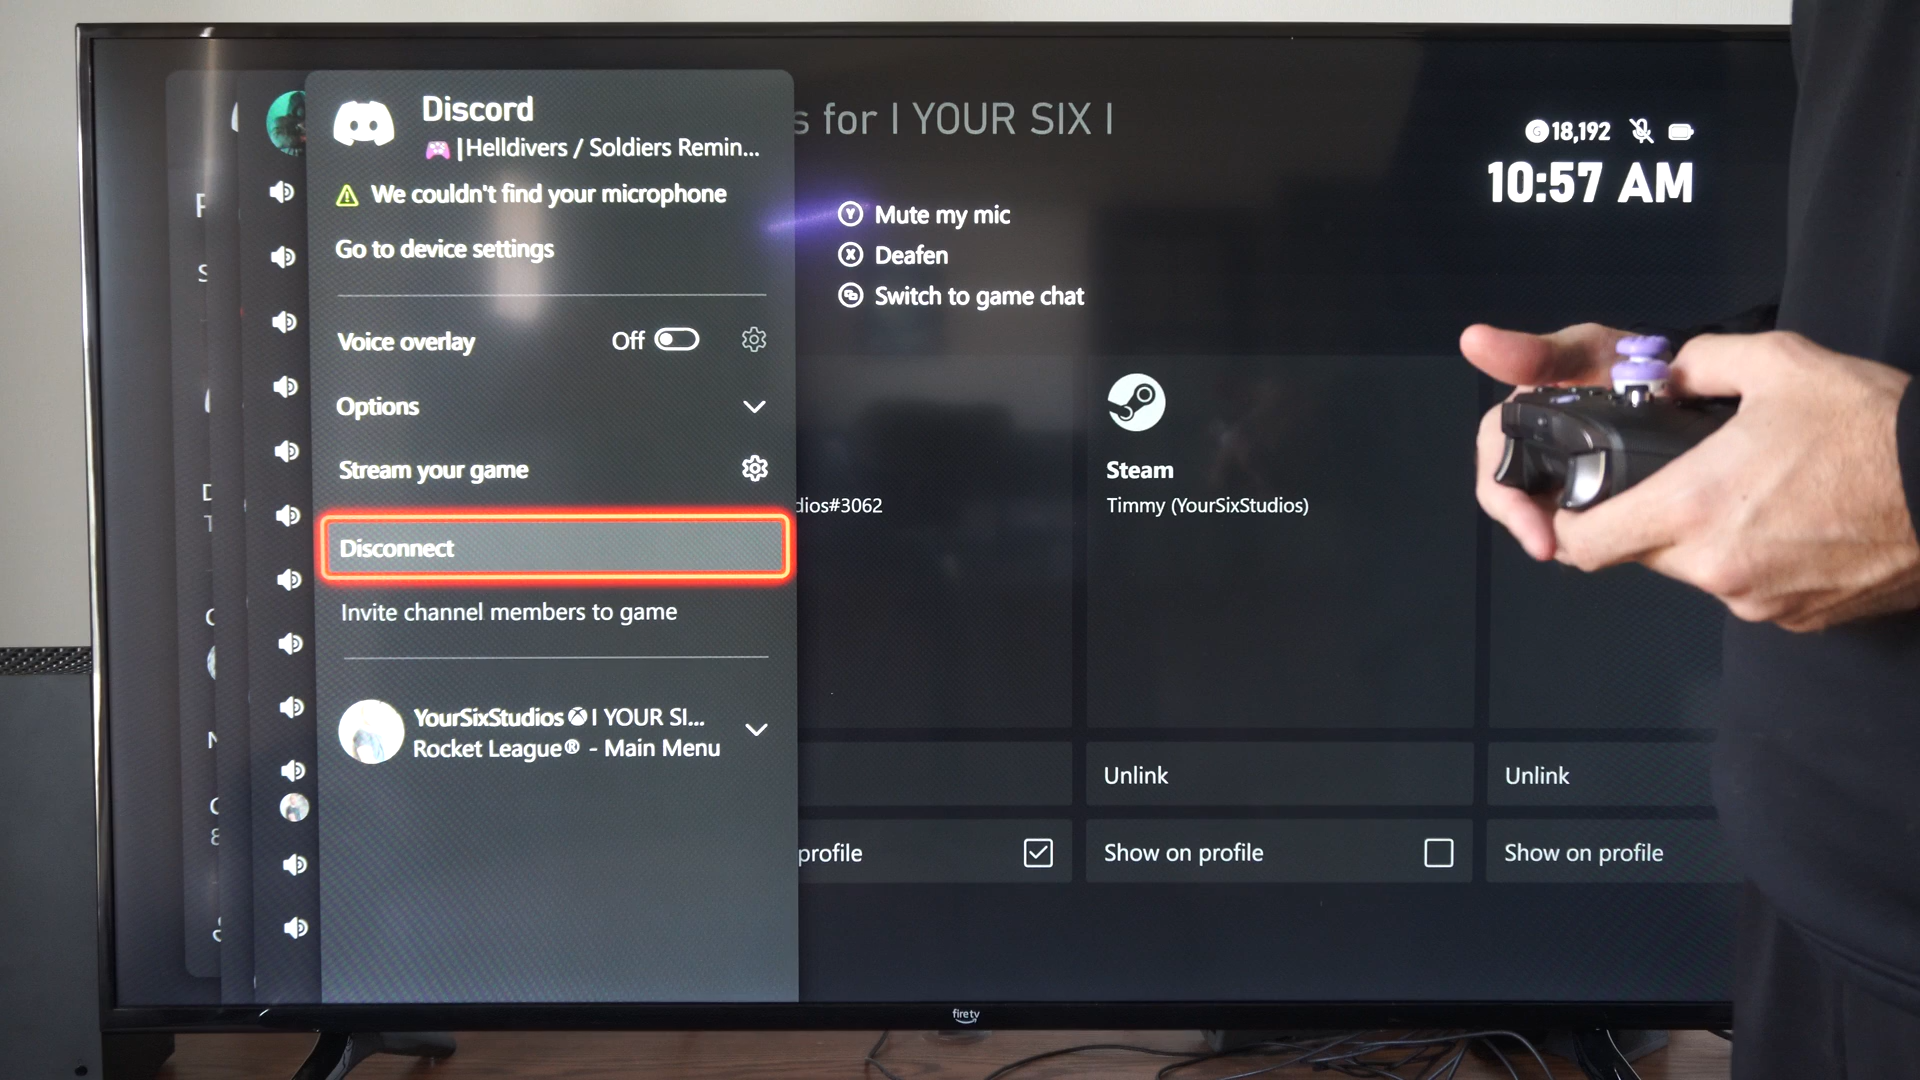 Discord
|Helldivers / Soldiers Remin...
We couldn't find your microphone
Go to device settings
Voice overlay
Off
Options
Stream your game
Disconnect
Invite channel members to game
YourSixStudios I YOUR SI...
Rocket League® - Main Menu
s for I YOUR SIX I
Y Mute my mic
X Deafen
Switch to game chat
G 18,192
10:57 AM
dios#3062
Steam
Timmy (YourSixStudios)
Unlink
Unlink
profile
Show on profile
Show on profile
fire tv